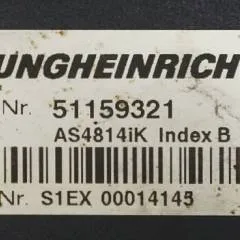 UNGHEINRICH
Nr. 51159321
AS4814iK Index B
Nr. S1EX 00014145